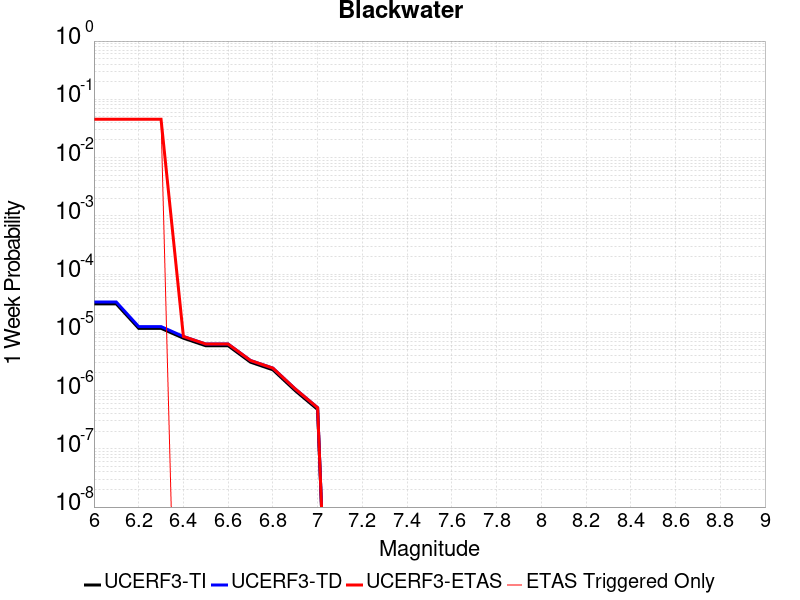 Blackwater
1 Week Probability
10^0
10^-1
10^-2
10^-3
10^-4
10^-5
10^-6
10^-7
10^-8
6 6.2 6.4 6.6 6.8 7 7.2 7.4 7.6 7.8 8 8.2 8.4 8.6 8.8 9
Magnitude
UCERF3-TI UCERF3-TD UCERF3-ETAS ETAS Triggered Only